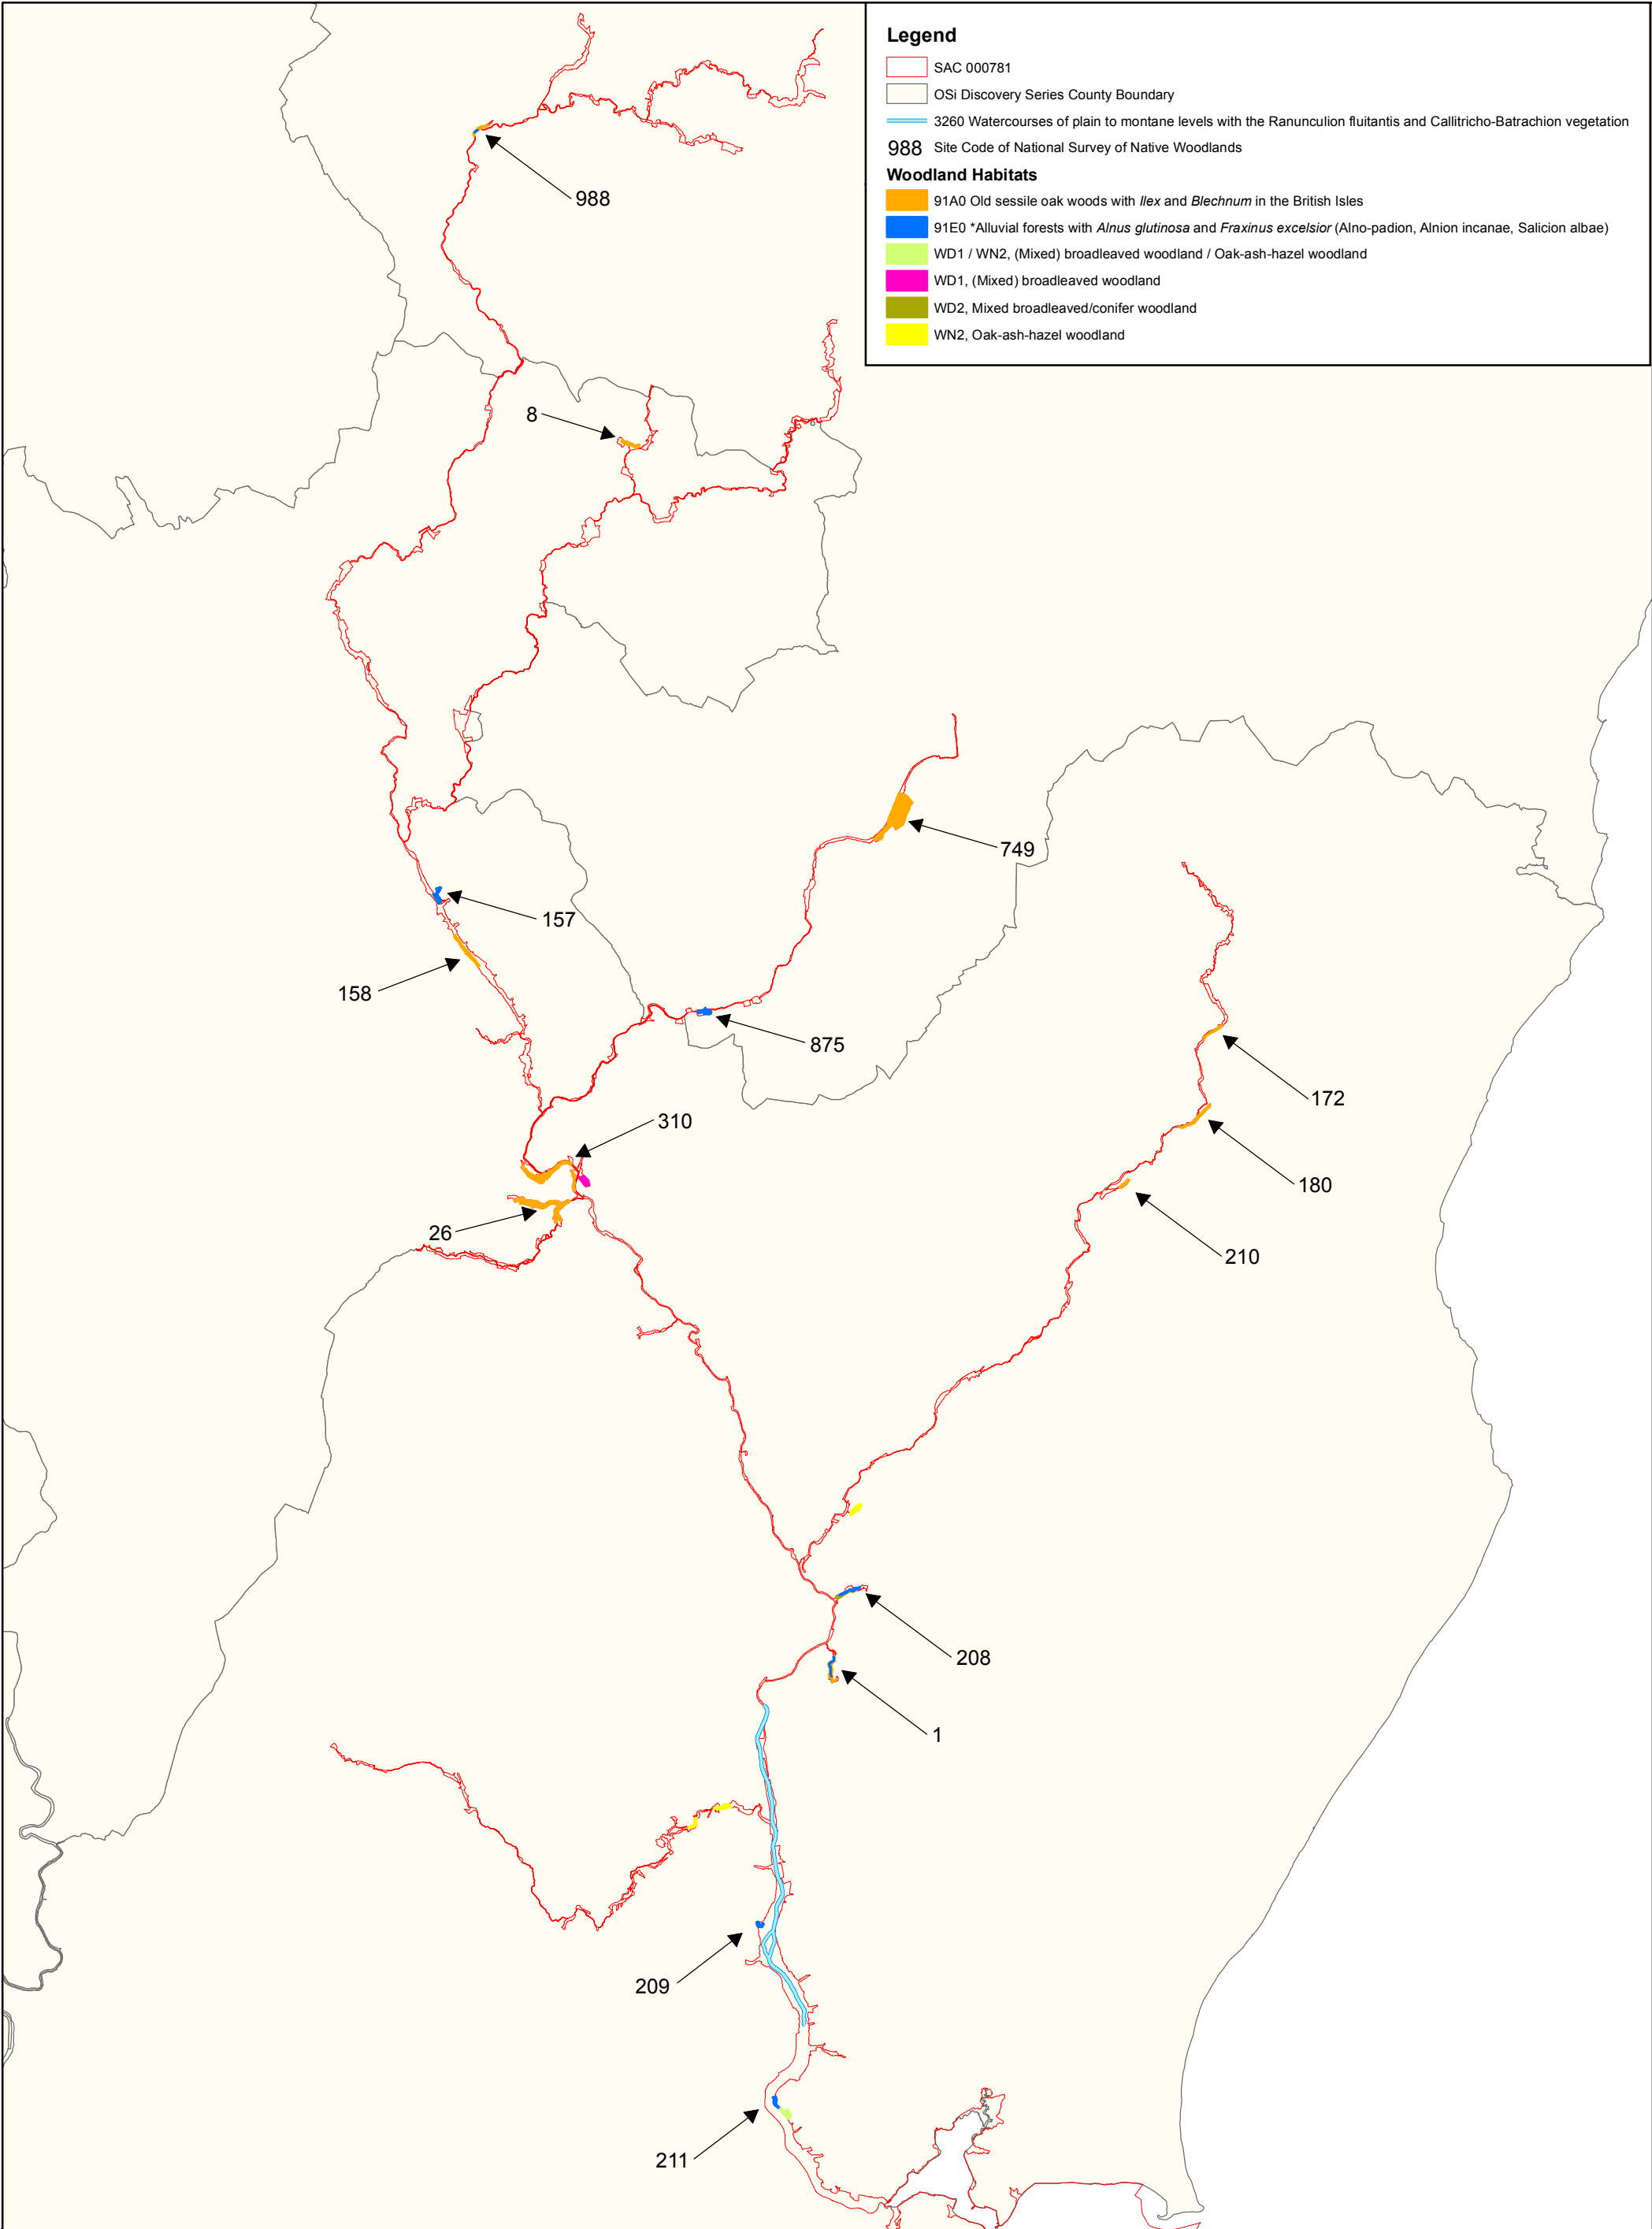 Legend
SAC 000781
OSi Discovery Series County Boundary
3260 Watercourses of plain to montane levels with the Ranunculion fluitantis and Callitricho-Batrachion vegetation
988 Site Code of National Survey of Native Woodlands
Woodland Habitats
91A0 Old sessile oak woods with Ilex and Blechnum in the British Isles
91E0 *Alluvial forests with Alnus glutinosa and Fraxinus excelsior (Alno-padion, Alnion incanae, Salicion albae)
WD1 / WN2, (Mixed) broadleaved woodland / Oak-ash-hazel woodland
WD1, (Mixed) broadleaved woodland
WD2, Mixed broadleaved/conifer woodland
WN2, Oak-ash-hazel woodland
988
8
749
157
158
875
172
310
180
26
210
208
1
209
211